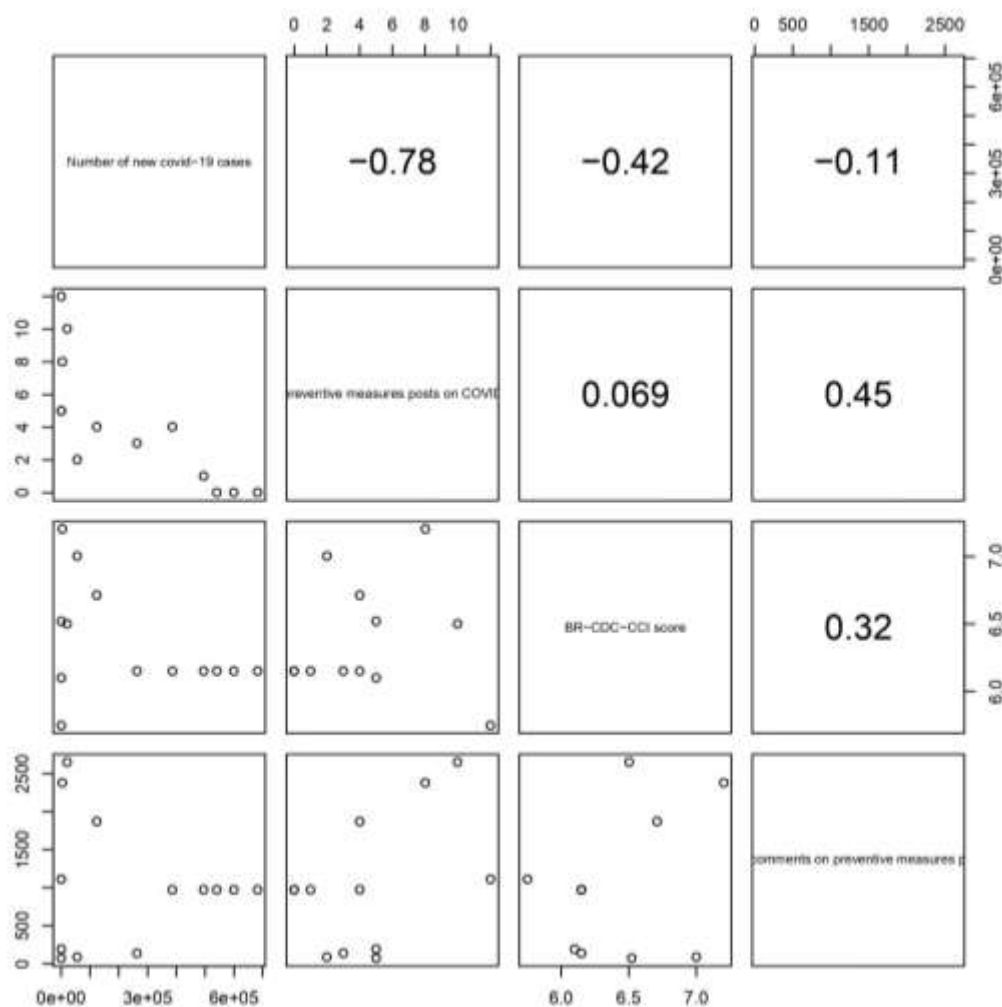 0 2 4 6 8 10
0 500 1500 2500
Number of new covid−19 cases
−0.78
−0.42
−0.11
0e+00 3e+05 6e+05
0 2 4 6 8 10
reventive measures posts on COVID
0.069
0.45
BR−CDC−CCI score
0.32
6.0 6.5 7.0
0 500 1500 2500
omments on preventive measures p
0e+00 3e+05 6e+05
6.0 6.5 7.0